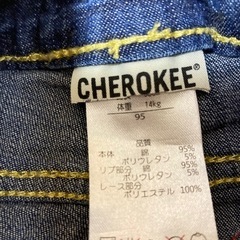 CHEROKEE®
体重 14kg
95
品質
本体 綿 95%
ポリウレタン 5%
リブ部分 綿 95%
ポリウレタン 5%
レース部分
ポリエステル 100%